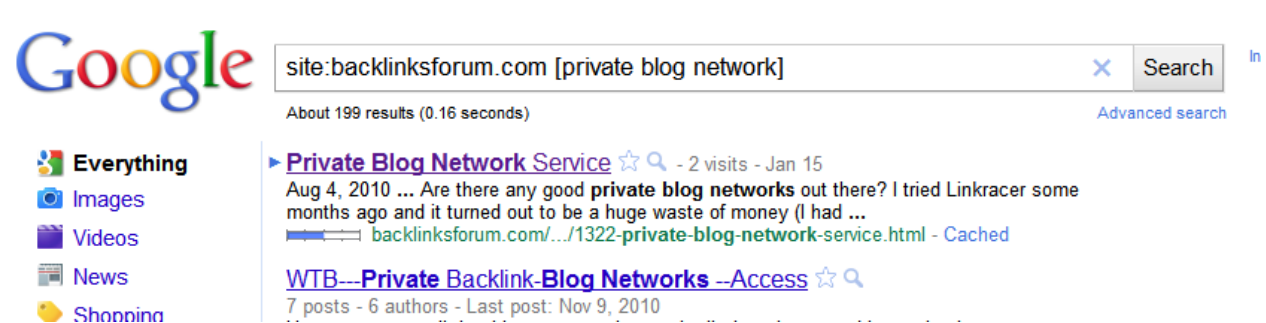 Google
site:backlinksforum.com [private blog network]
Search
In
About 199 results (0.16 seconds)
Advanced search
Everything
Images
Videos
News
Shopping
Private Blog Network Service - 2 visits - Jan 15
Aug 4, 2010 ... Are there any good private blog networks out there? I tried Linkracer some
months ago and it turned out to be a huge waste of money (I had ...
backlinksforum.com/.../1322-private-blog-network-service.html - Cached
WTB---Private Backlink-Blog Networks --Access
7 posts - 6 authors - Last post: Nov 9, 2010